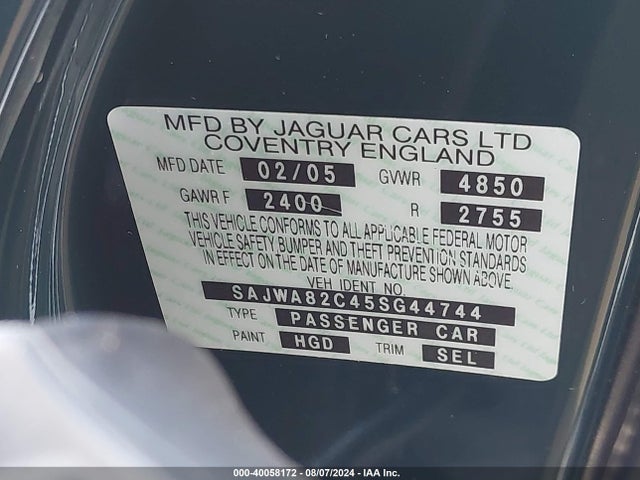 MFD BY JAGUAR CARS LTD
COVENTRY ENGLAND
MFD DATE 02/05 GVWR 4850
GAWR F 2400 R 2755
THIS VEHICLE CONFORMS TO ALL APPLICABLE FEDERAL MOTOR
VEHICLE SAFETY BUMPER AND THEFT PREVENTION STANDARDS
IN EFFECT ON THE DATE OF MANUFACTURE SHOWN ABOVE.
VEH IDENT NO.
SAJWA82C45SG44744
TYPE PASSENGER CAR
PAINT HGD TRIM SEL
000-40058172 - 08/07/2024 - IAA Inc.